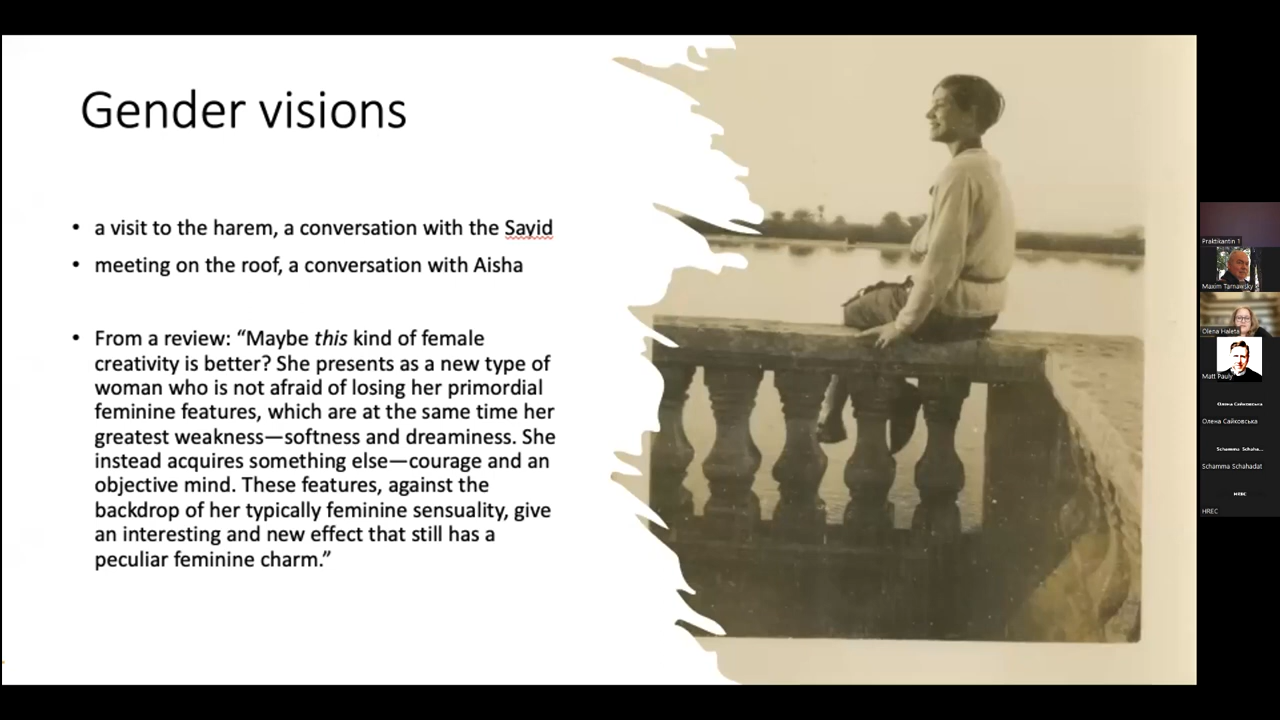 Gender visions
• a visit to the harem, a conversation with the Sayid
• meeting on the roof, a conversation with Aisha
• From a review: “Maybe this kind of female
creativity is better? She presents as a new type of
woman who is not afraid of losing her primordial
feminine features, which are at the same time her
greatest weakness—softness and dreaminess. She
instead acquires something else—courage and an
objective mind. These features, against the
backdrop of her typically feminine sensuality, give
an interesting and new effect that still has a
peculiar feminine charm.”
Praktikantin 1
Maxim Tarnawsky
Olena Haleta
Matt Pauly
Олена Сайковська
Олена Сайковська
Schamma Schaha...
Schamma Schahadat
HREC
HREC